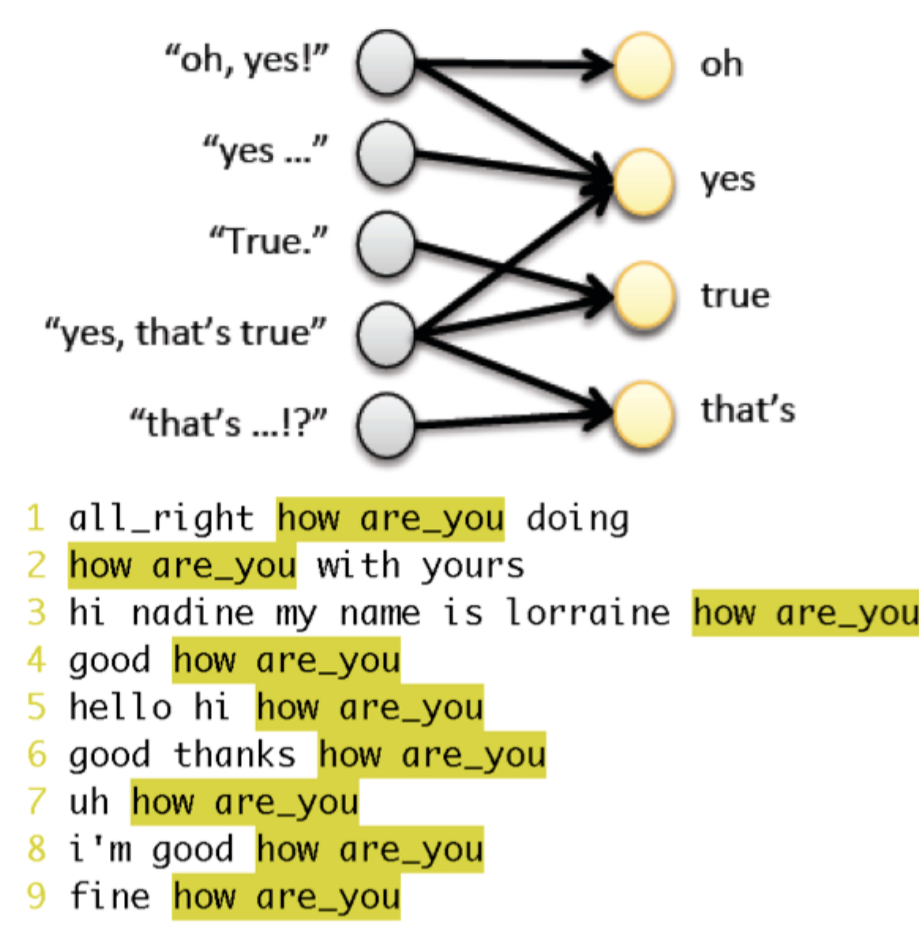 “oh, yes!” oh
“yes ...” yes
“True.” true
“yes, that’s true”
“that’s ...!?” that’s
1 all_right how are_you doing
2 how are_you with yours
3 hi nadine my name is lorraine how are_you
4 good how are_you
5 hello hi how are_you
6 good thanks how are_you
7 uh how are_you
8 i'm good how are_you
9 fine how are_you